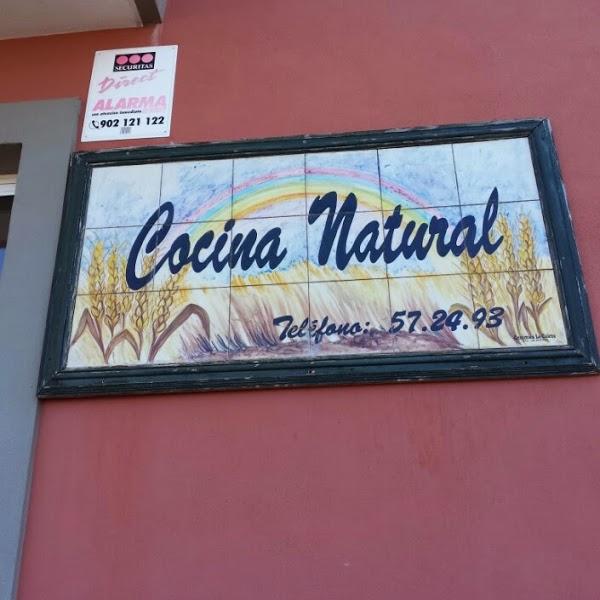 SECURITAS
Direct
ALARMA
902 121 122
Cocina Natural
Teléfono: 57.24.93